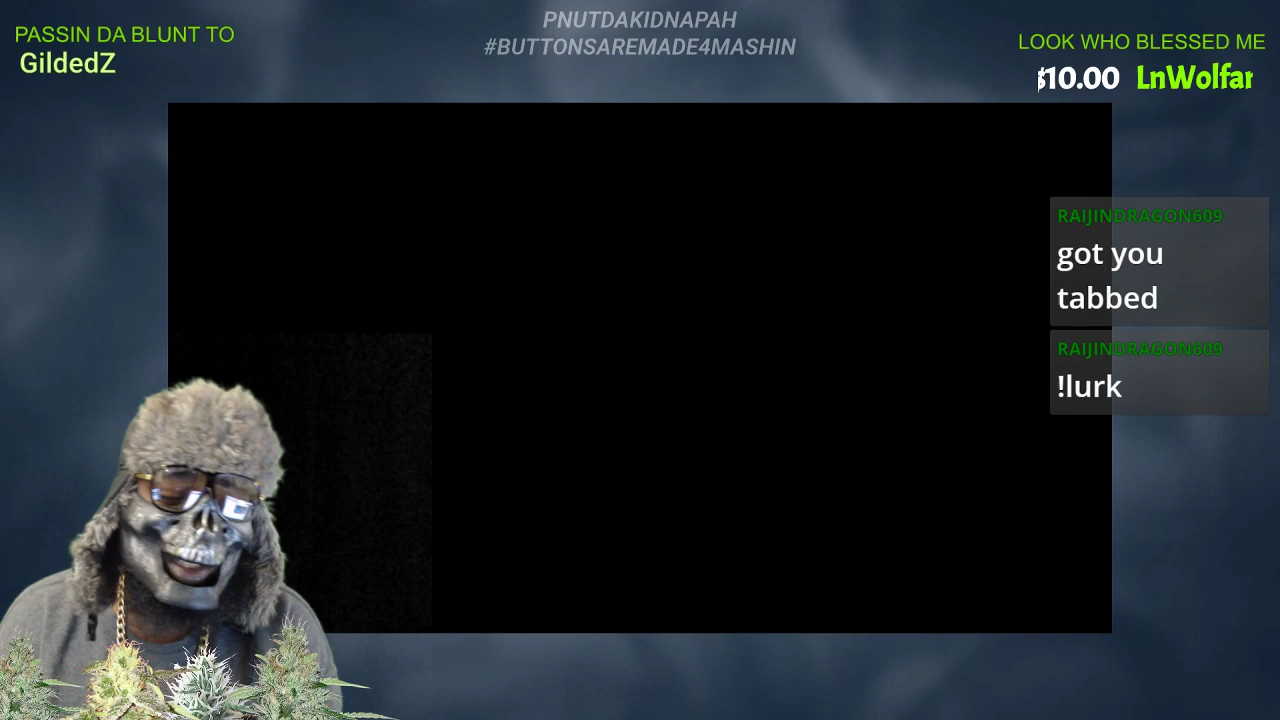 PASSIN DA BLUNT TO
GildedZ
PNUTDAKIDNAPAH
#BUTTONSAREMADE4MASHIN
LOOK WHO BLESSED ME
$10.00 LnWolfar
RAIJINDRAGON609
got you
tabbed
RAIJINDRAGON609
!lurk